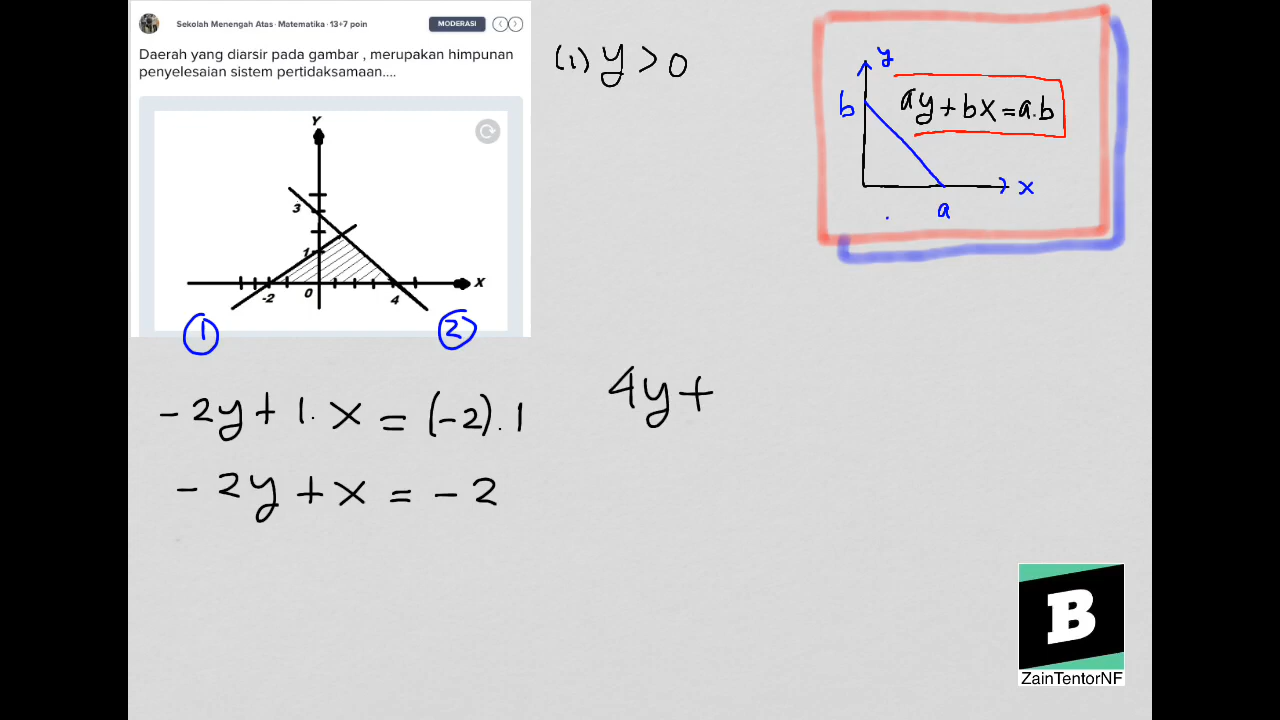 Sekolah Menengah Atas · Matematika · 13+7 poin
MODERASI
Daerah yang diarsir pada gambar , merupakan himpunan
penyelesaian sistem pertidaksamaan....
Y
3
1
-2
0
4
X
1
2
(1) y > 0
y
b
ay + bx = a.b
x
a
-2y + 1. x = (-2). 1
-2y + x = -2
4y +
B
ZainTentorNF